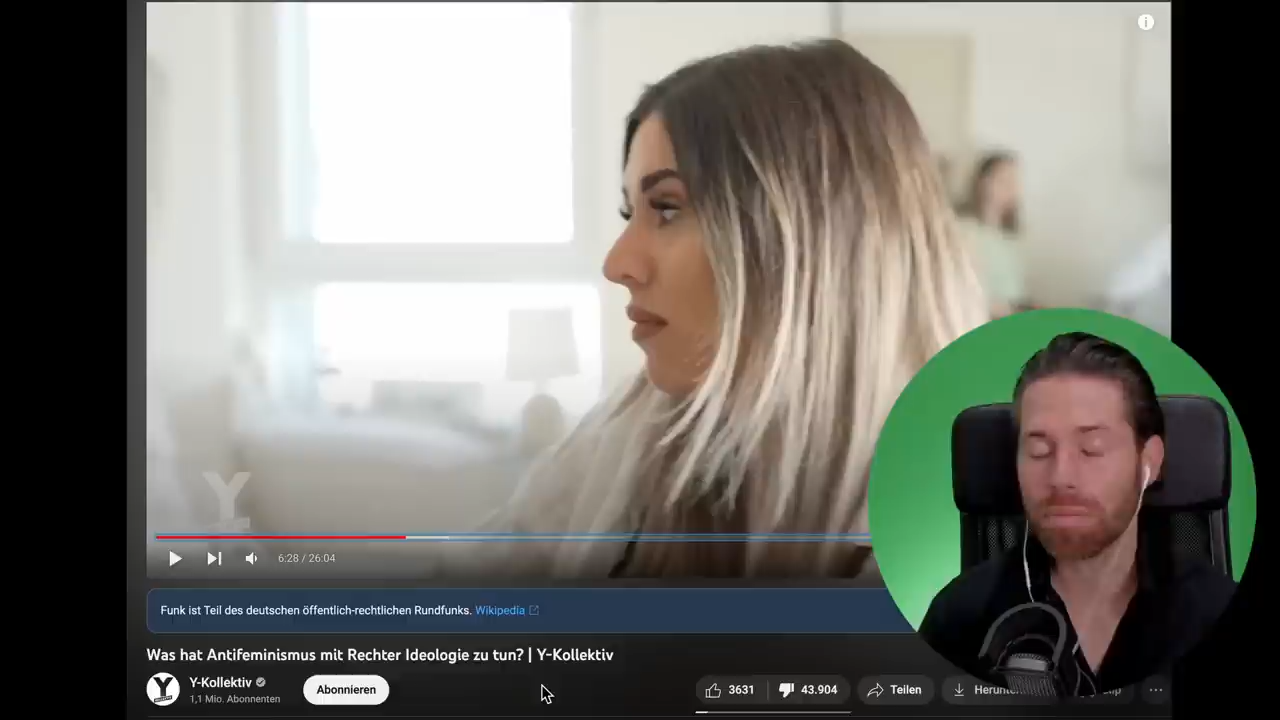 Y
6:28 / 26:04
Funk ist Teil des deutschen öffentlich-rechtlichen Rundfunks. Wikipedia
Was hat Antifeminismus mit Rechter Ideologie zu tun? | Y-Kollektiv
Y-Kollektiv
1,1 Mio. Abonnenten
Abonnieren
3631
43.904
Teilen